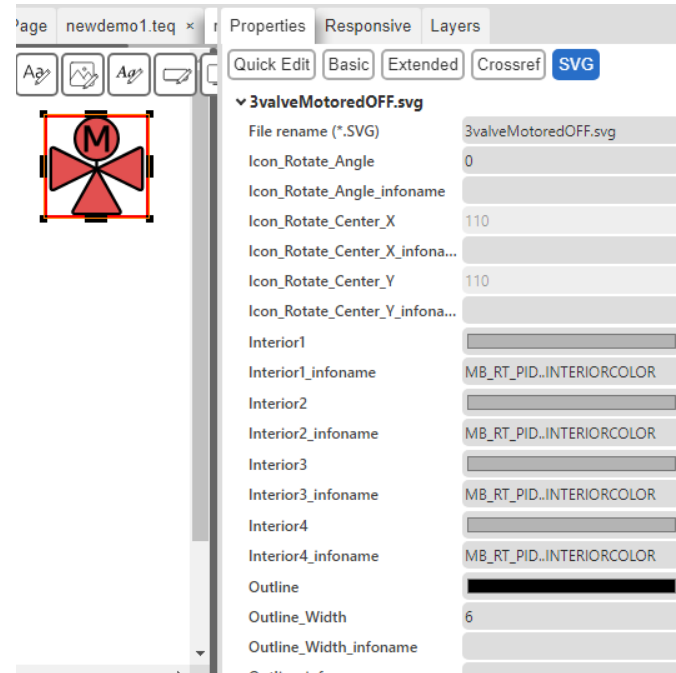 Page newdemo1.teq × Properties Responsive Layers
Quick Edit Basic Extended Crossref SVG
Ag Ag
M
3valveMotoredOFF.svg
File rename (*.SVG) 3valveMotoredOFF.svg
Icon_Rotate_Angle 0
Icon_Rotate_Angle_infoname
Icon_Rotate_Center_X 110
Icon_Rotate_Center_X_infona...
Icon_Rotate_Center_Y 110
Icon_Rotate_Center_Y_infona...
Interior1
Interior1_infoname MB_RT_PID..INTERIORCOLOR
Interior2
Interior2_infoname MB_RT_PID..INTERIORCOLOR
Interior3
Interior3_infoname MB_RT_PID..INTERIORCOLOR
Interior4
Interior4_infoname MB_RT_PID..INTERIORCOLOR
Outline
Outline_Width 6
Outline_Width_infoname